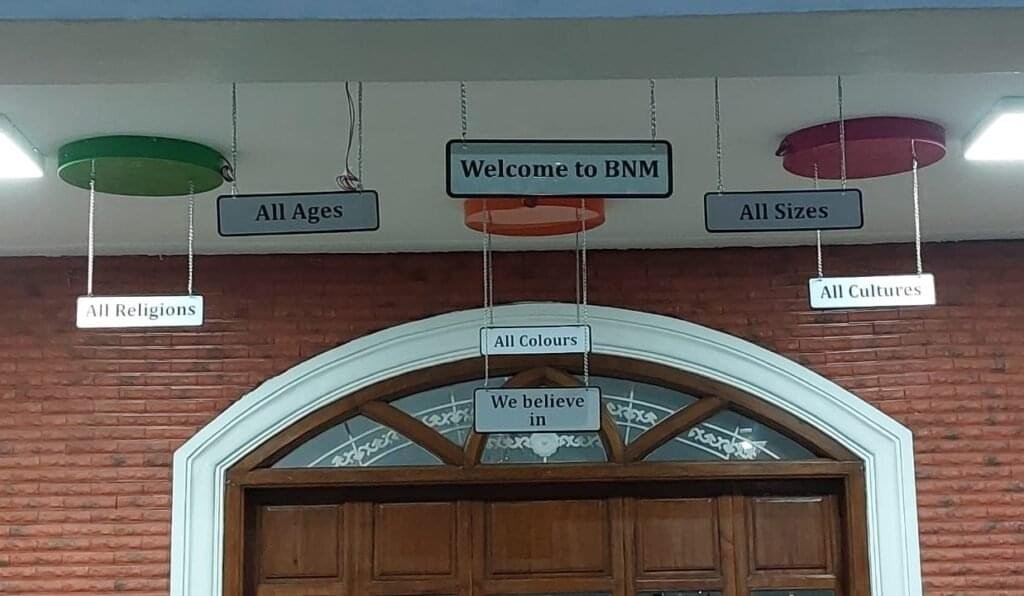 Welcome to BNM
All Ages
All Sizes
All Religions
All Cultures
All Colours
We believe
in